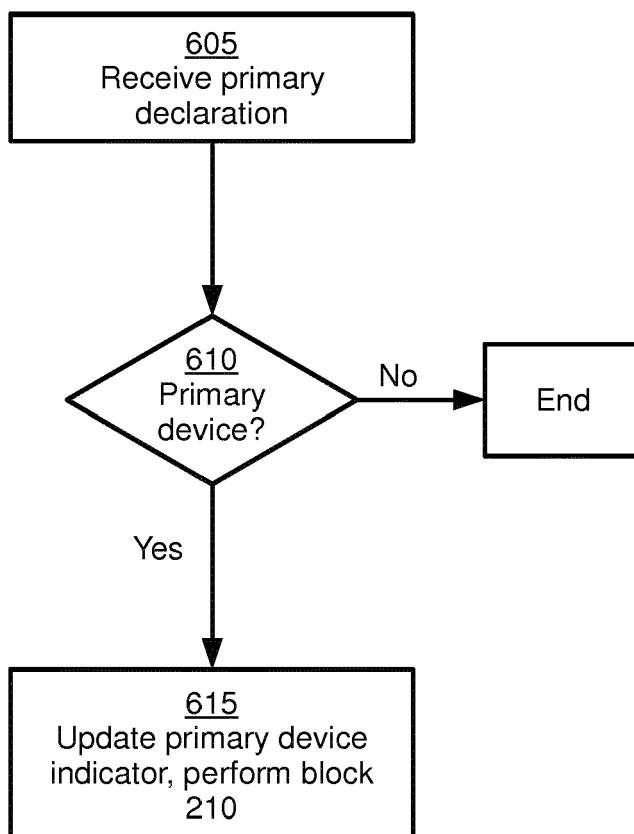 605
Receive primary
declaration
610
Primary
device?
No
End
Yes
615
Update primary device
indicator, perform block
210